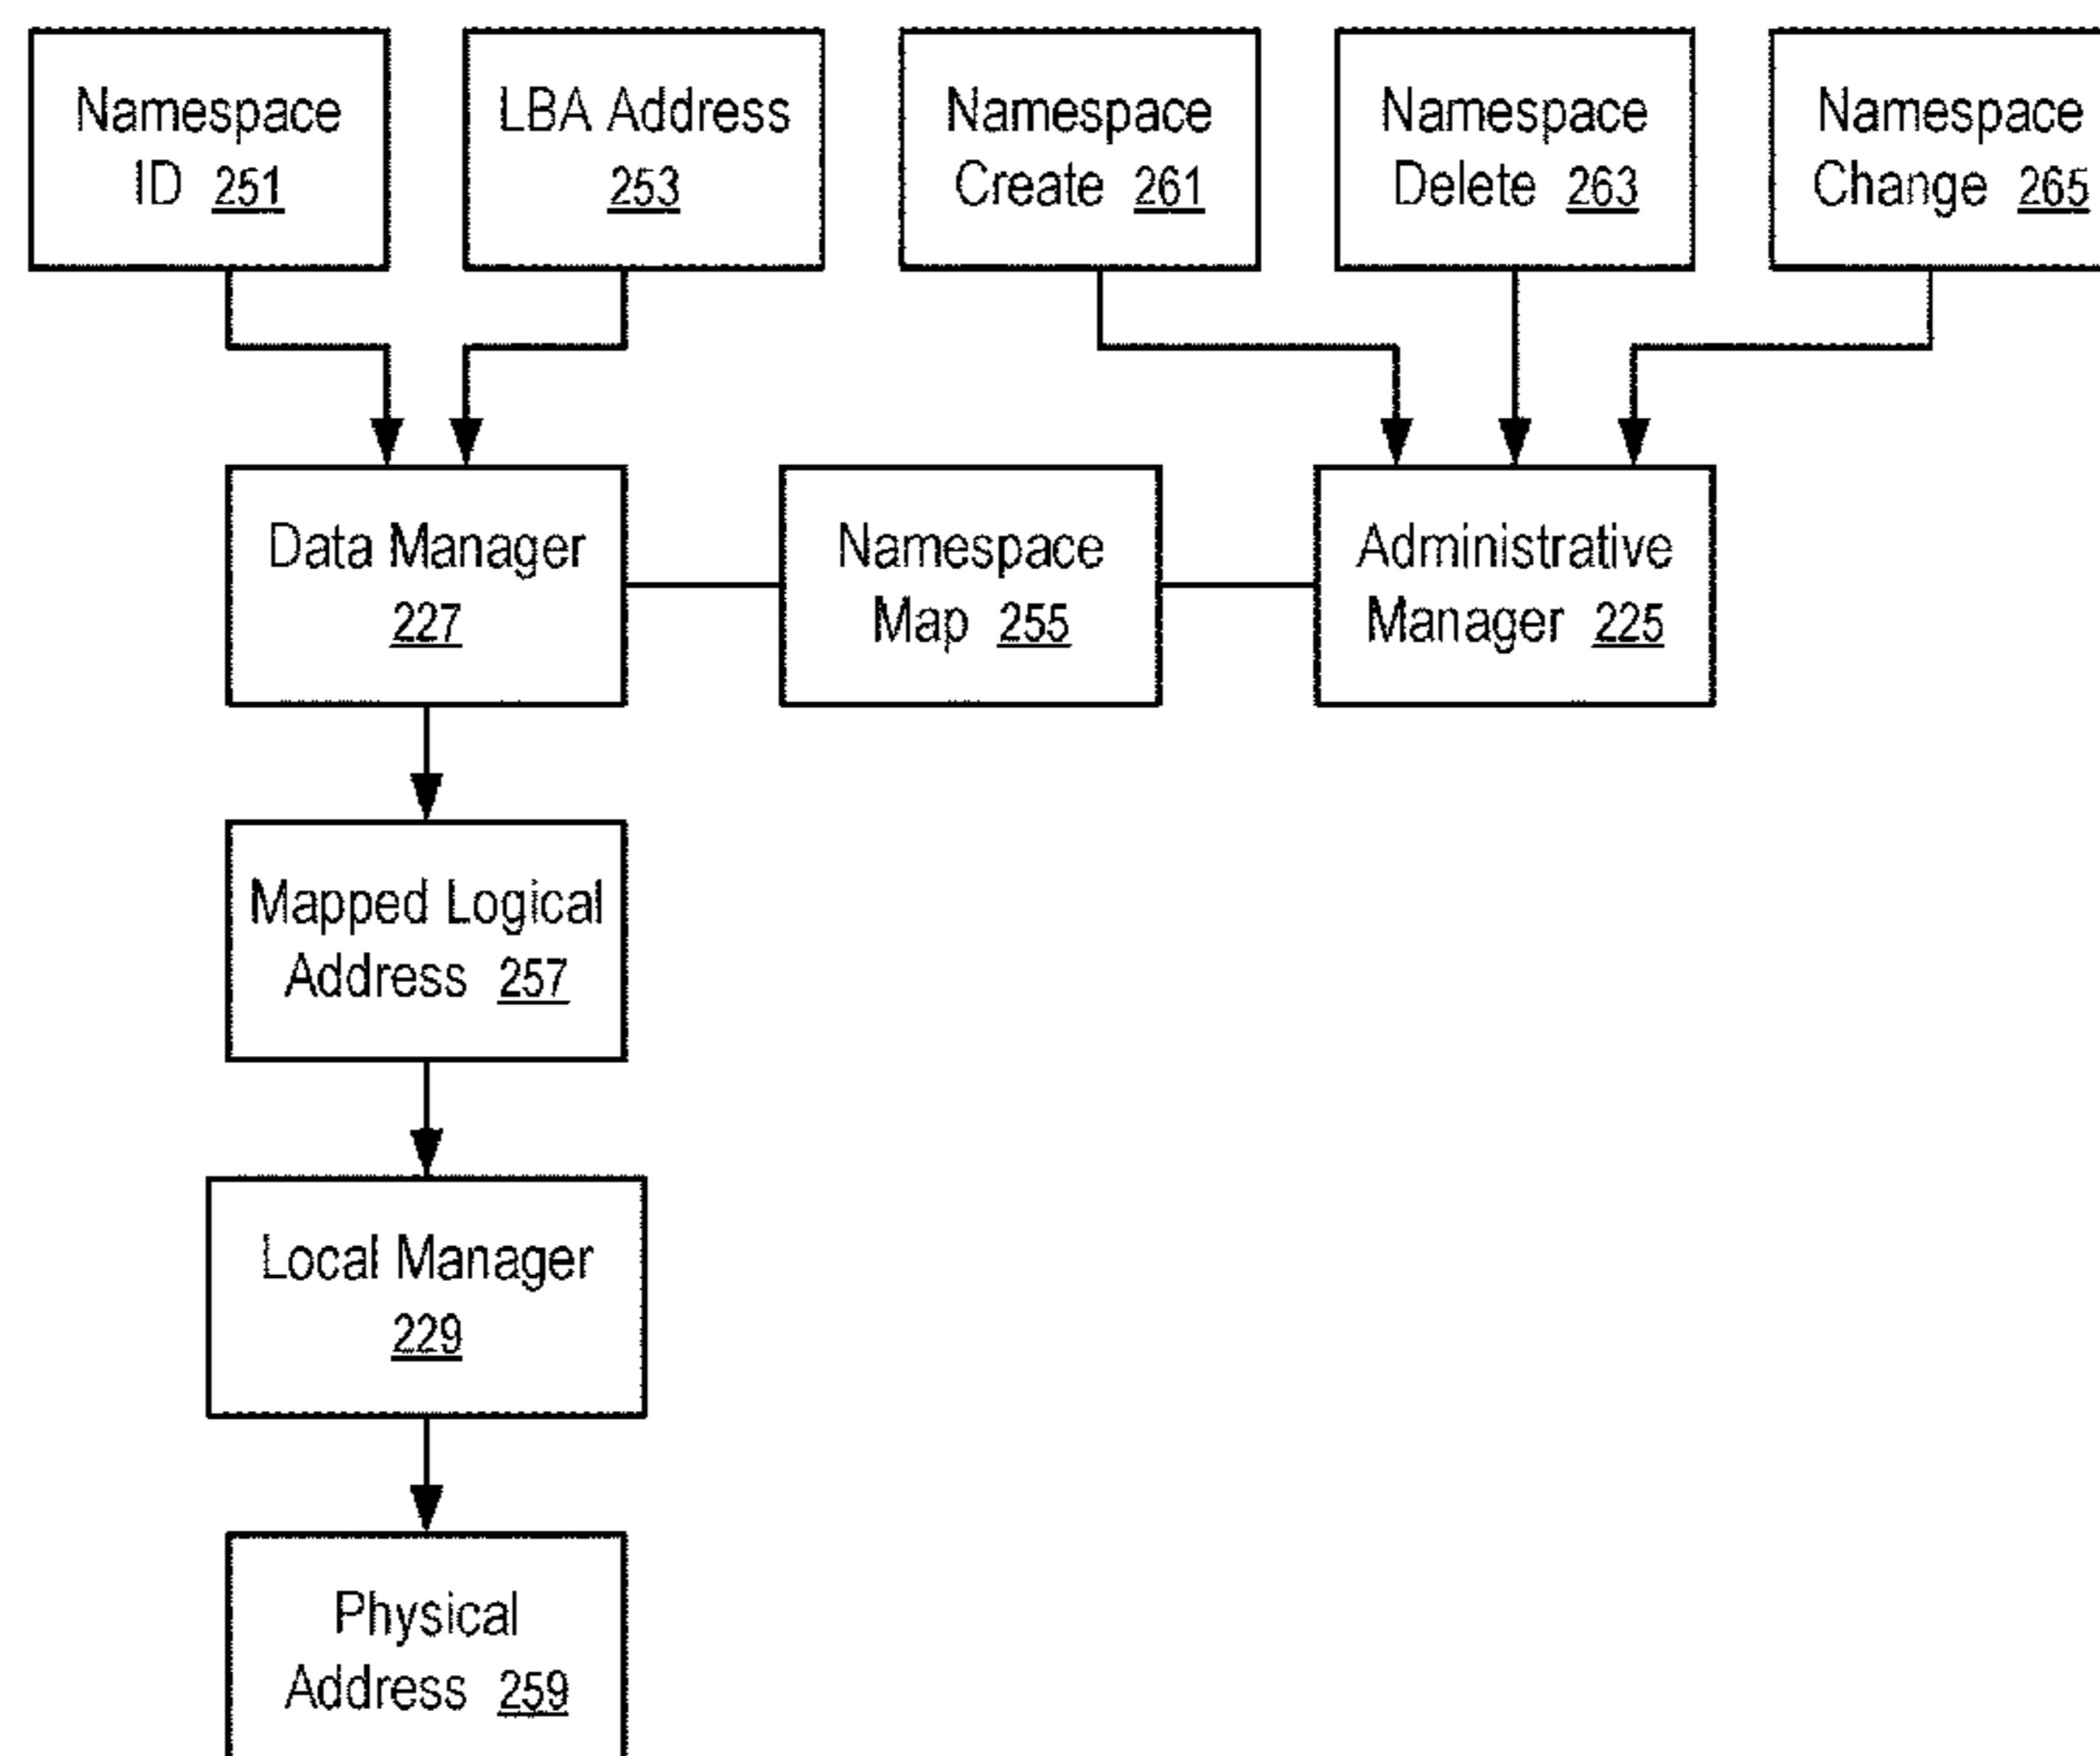 Namespace
ID 251
LBA Address
253
Namespace
Create 261
Namespace
Delete 263
Namespace
Change 265
Data Manager
227
Namespace
Map 255
Administrative
Manager 225
Mapped Logical
Address 257
Local Manager
229
Physical
Address 259